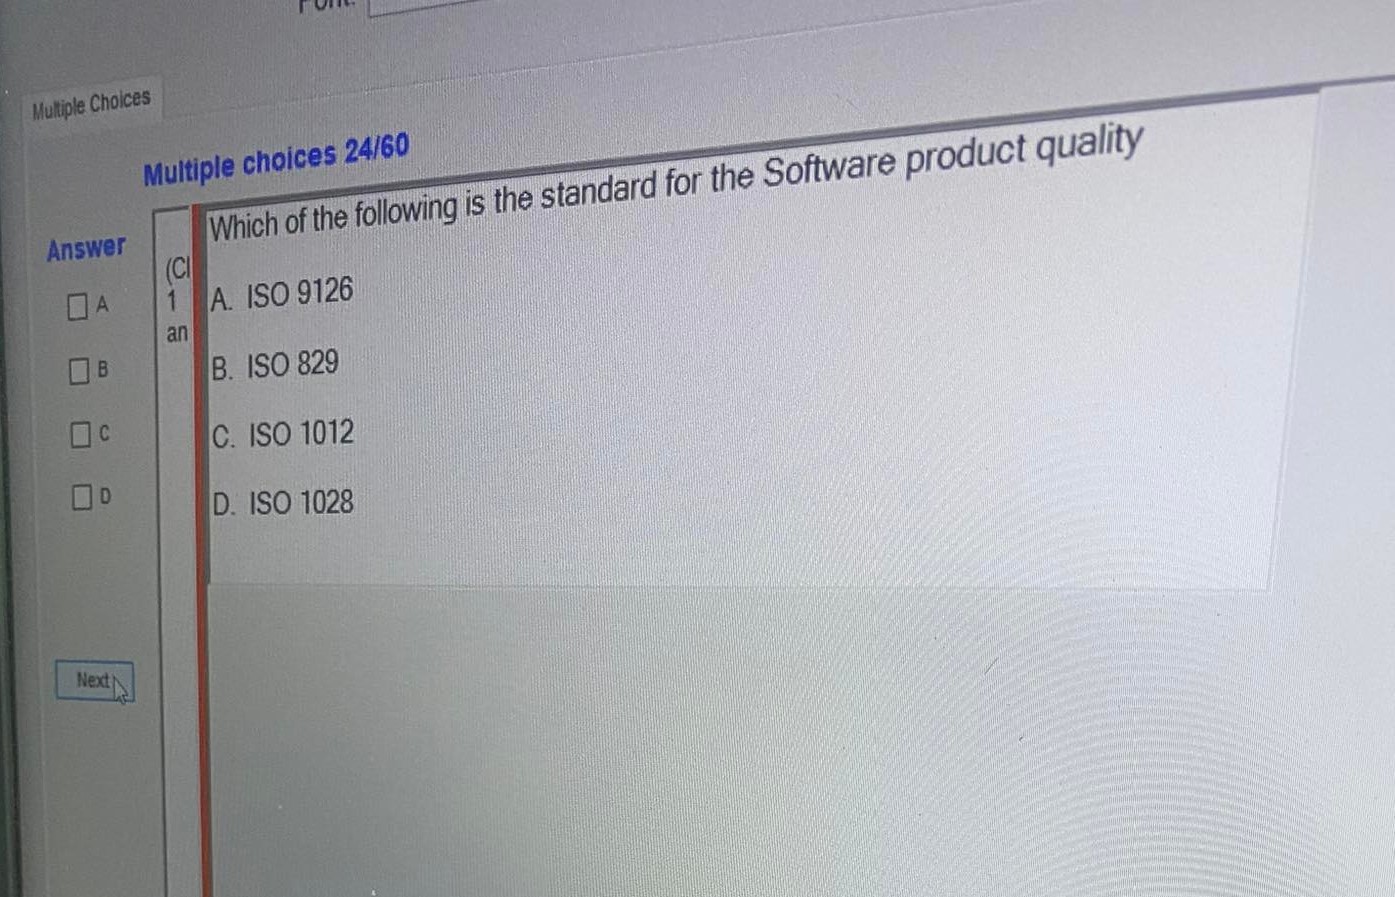 Multiple Choices
Multiple choices 24/60
Answer
A
B
C
D
Next
(Cl
1
an
Which of the following is the standard for the Software product quality
A. ISO 9126
B. ISO 829
C. ISO 1012
D. ISO 1028